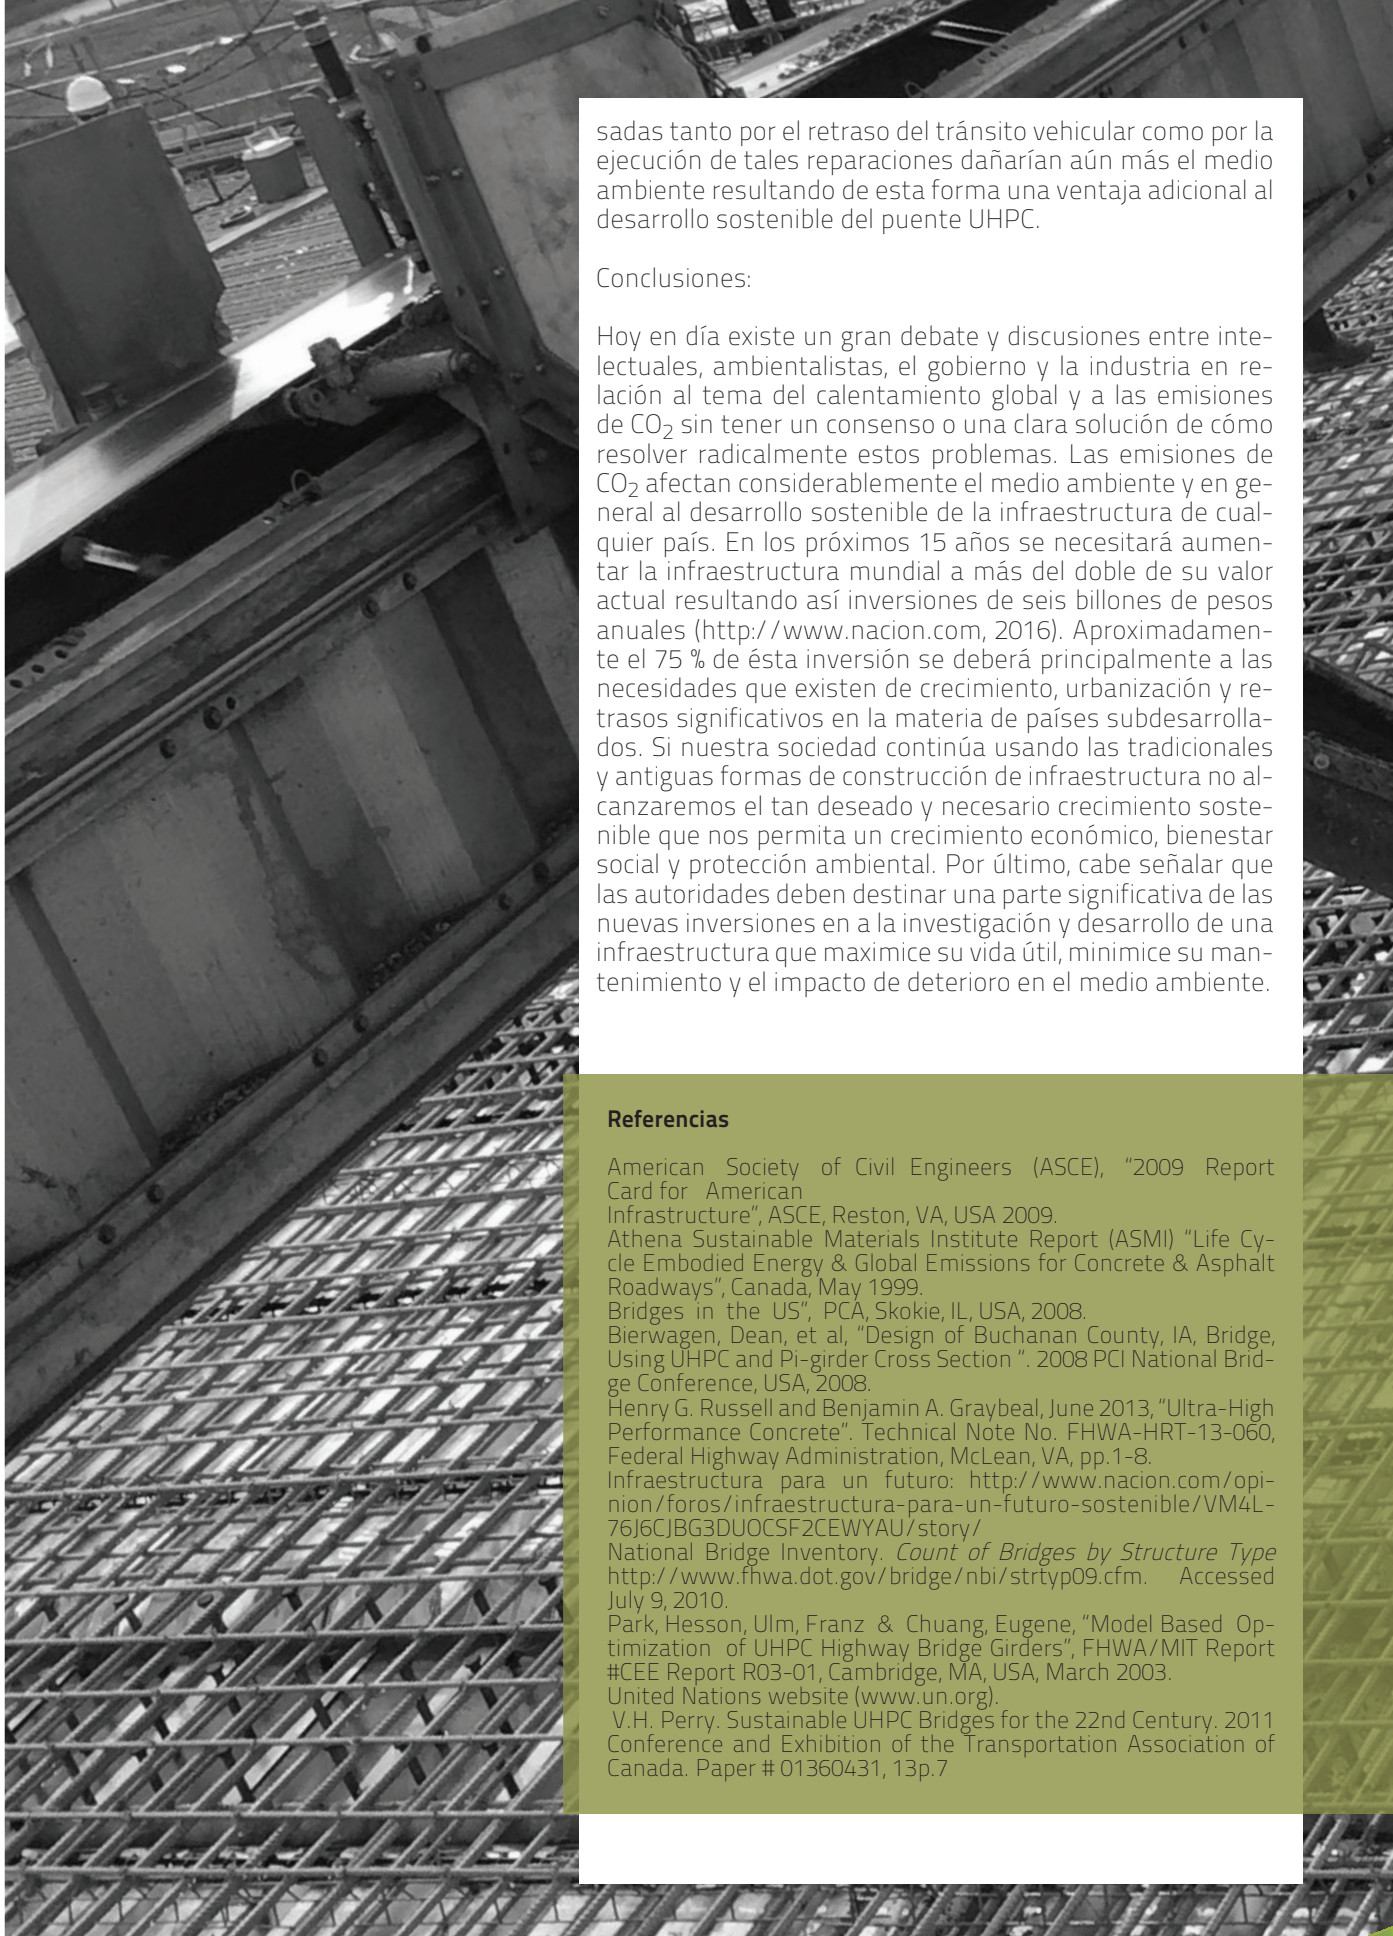 sadas tanto por el retraso del tránsito vehicular como por la
ejecución de tales reparaciones dañarían aún más el medio
ambiente resultando de esta forma una ventaja adicional al
desarrollo sostenible del puente UHPC.
Conclusiones:
Hoy en día existe un gran debate y discusiones entre inte-
lectuales, ambientalistas, el gobierno y la industria en re-
lación al tema del calentamiento global y a las emisiones
de CO₂ sin tener un consenso o una clara solución de cómo
resolver radicalmente estos problemas. Las emisiones de
CO₂ afectan considerablemente el medio ambiente y en ge-
neral al desarrollo sostenible de la infraestructura de cual-
quier país. En los próximos 15 años se necesitará aumen-
tar la infraestructura mundial a más del doble de su valor
actual resultando así inversiones de seis billones de pesos
anuales (http://www.nacion.com, 2016). Aproximadamen-
te el 75 % de ésta inversión se deberá principalmente a las
necesidades que existen de crecimiento, urbanización y re-
trasos significativos en la materia de países subdesarrolla-
dos. Si nuestra sociedad continúa usando las tradicionales
y antiguas formas de construcción de infraestructura no al-
canzaremos el tan deseado y necesario crecimiento soste-
nible que nos permita un crecimiento económico, bienestar
social y protección ambiental. Por último, cabe señalar que
las autoridades deben destinar una parte significativa de las
nuevas inversiones en a la investigación y desarrollo de una
infraestructura que maximice su vida útil, minimice su man-
tenimiento y el impacto de deterioro en el medio ambiente.
Referencias
American Society of Civil Engineers (ASCE), “2009 Report
Card for American
Infrastructure”, ASCE, Reston, VA, USA 2009.
Athena Sustainable Materials Institute Report (ASMI) “Life Cy-
cle Embodied Energy & Global Emissions for Concrete & Asphalt
Roadways”, Canada, May 1999.
Bridges in the US”, PCA, Skokie, IL, USA, 2008.
Bierwagen, Dean, et al, “Design of Buchanan County, IA, Bridge,
Using UHPC and Pi-girder Cross Section “. 2008 PCI National Brid-
ge Conference, USA, 2008.
Henry G. Russell and Benjamin A. Graybeal, June 2013, “Ultra-High
Performance Concrete”. Technical Note No. FHWA-HRT-13-060,
Federal Highway Administration, McLean, VA, pp.1-8.
Infraestructura para un futuro: http://www.nacion.com/opi-
nion/foros/infraestructura-para-un-futuro-sostenible/VM4L-
76J6CJBG3DUOCSF2CEWYAU/story/
National Bridge Inventory. Count of Bridges by Structure Type
http://www.fhwa.dot.gov/bridge/nbi/strtyp09.cfm. Accessed
July 9, 2010.
Park, Hesson, Ulm, Franz & Chuang, Eugene, “Model Based Op-
timization of UHPC Highway Bridge Girders”, FHWA/MIT Report
#CEE Report R03-01, Cambridge, MA, USA, March 2003.
United Nations website (www.un.org).
V.H. Perry. Sustainable UHPC Bridges for the 22nd Century. 2011
Conference and Exhibition of the Transportation Association of
Canada. Paper # 01360431, 13p.7